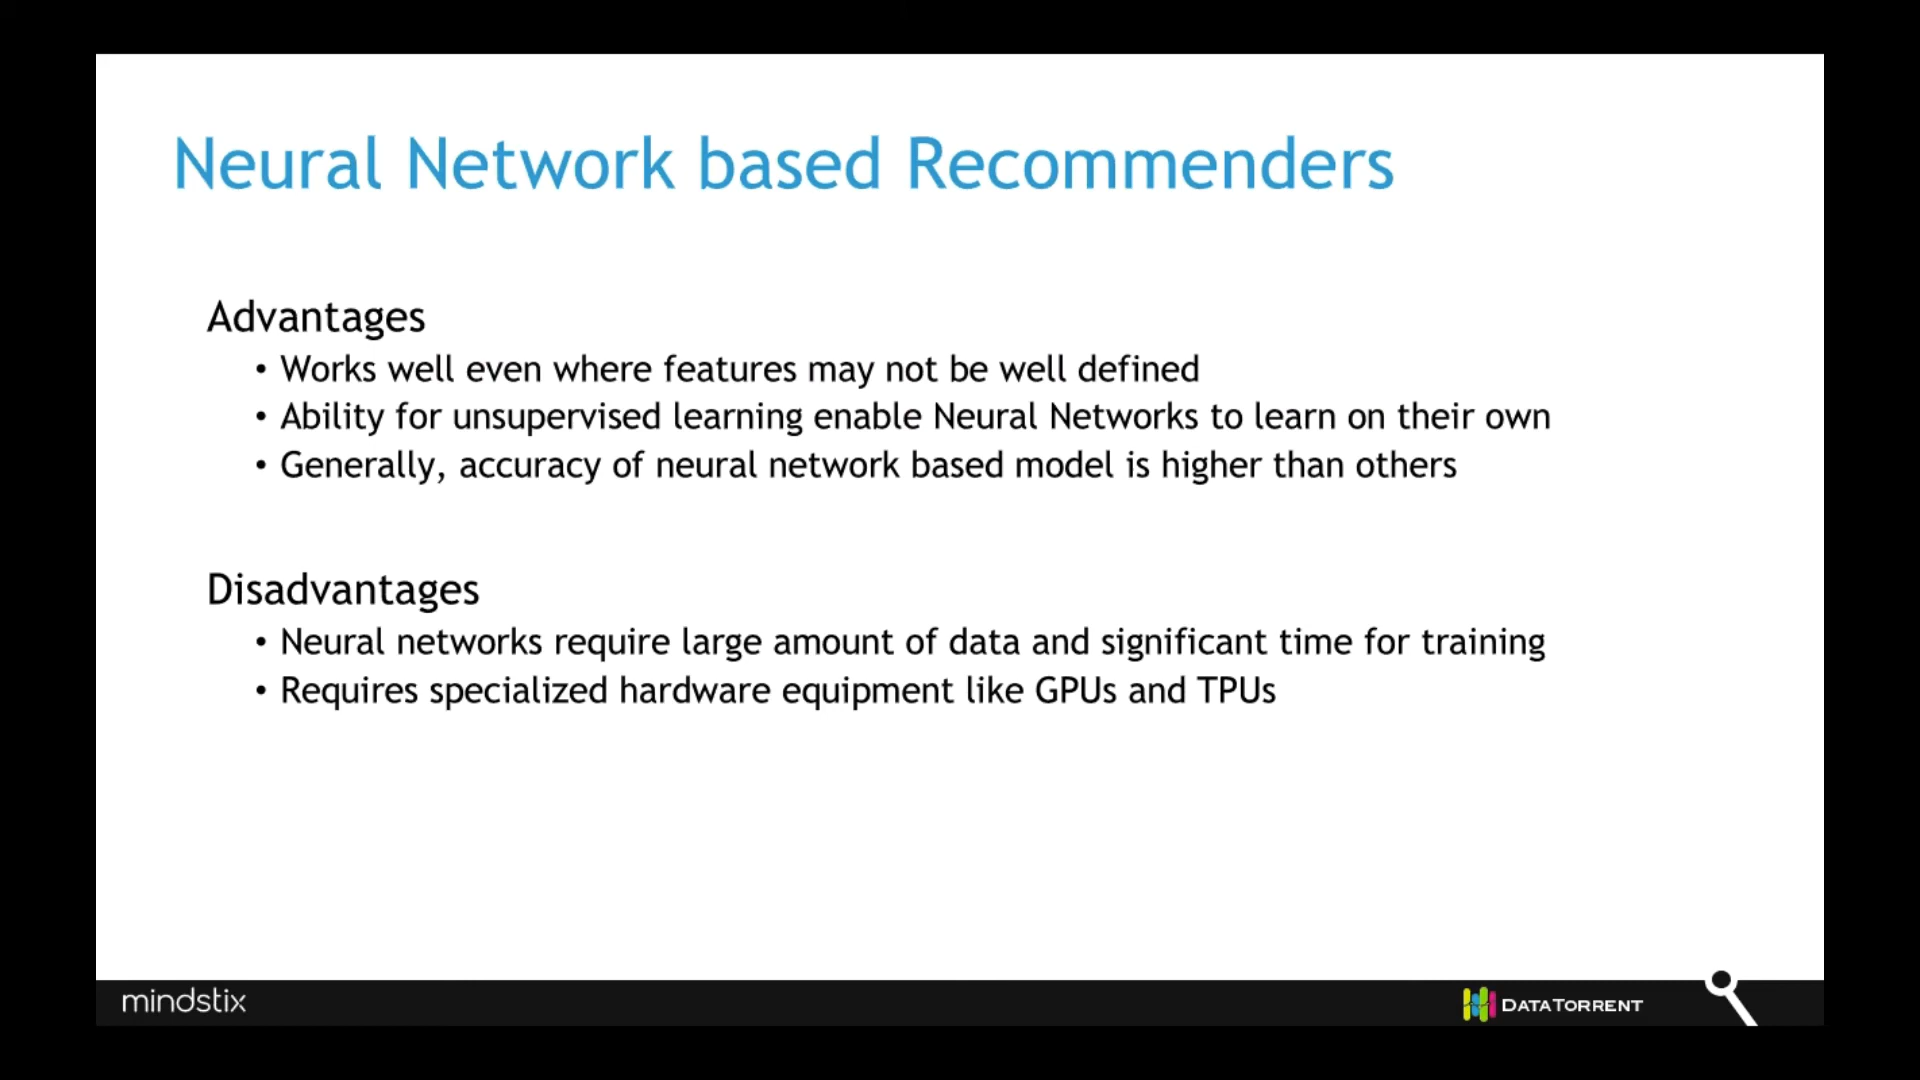 Neural Network based Recommenders
Advantages
• Works well even where features may not be well defined
• Ability for unsupervised learning enable Neural Networks to learn on their own
• Generally, accuracy of neural network based model is higher than others
Disadvantages
• Neural networks require large amount of data and significant time for training
• Requires specialized hardware equipment like GPUs and TPUs
mindstix
DATATORRENT